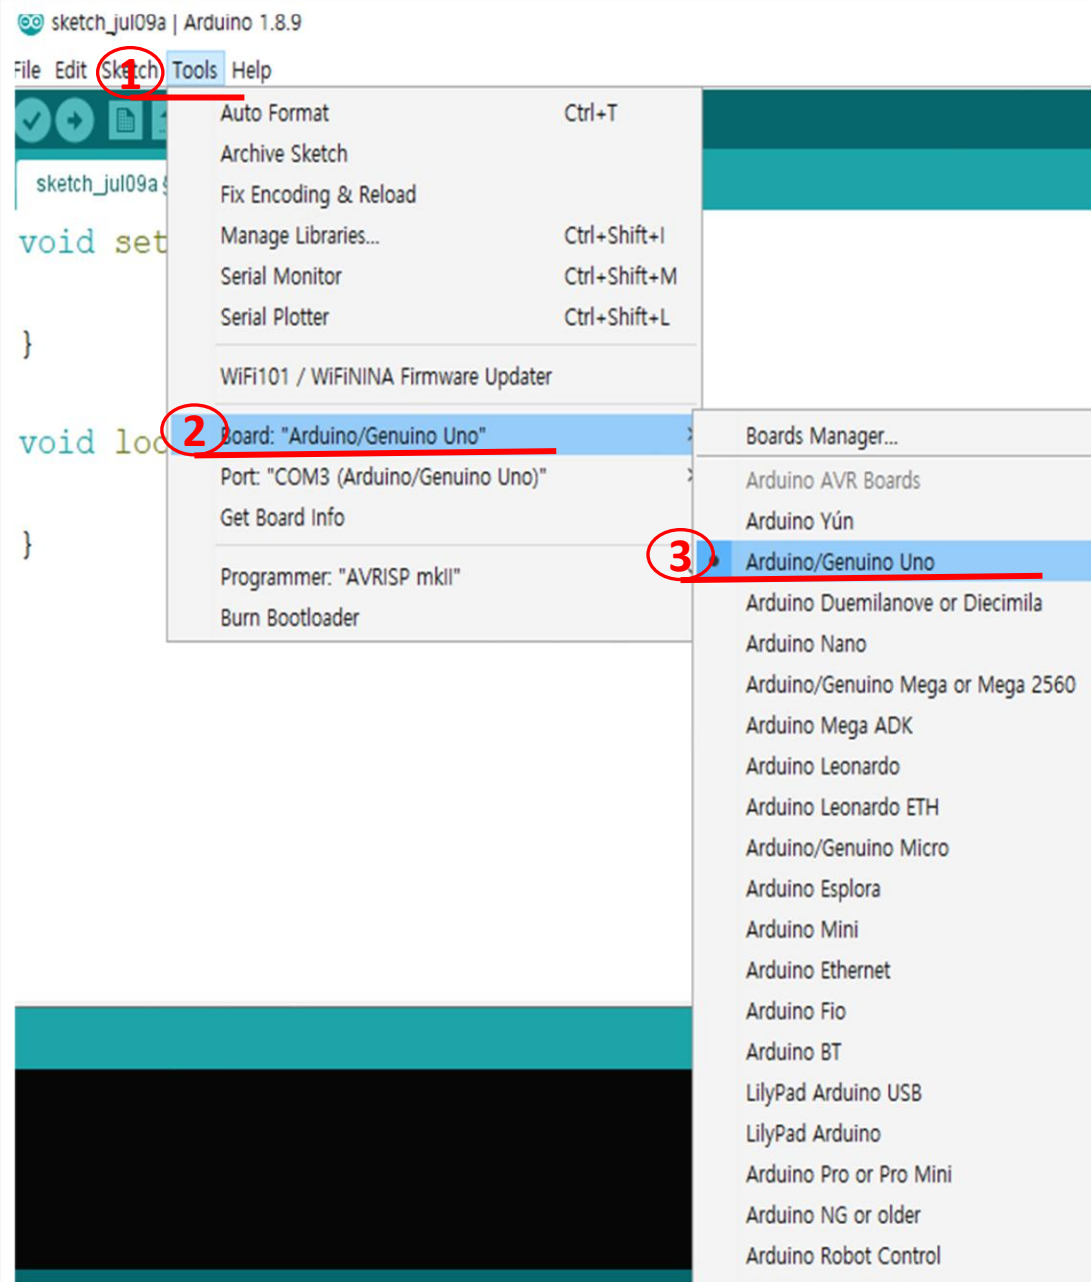 sketch_jul09a | Arduino 1.8.9
File Edit Sketch Tools Help
1
Auto Format Ctrl+T
Archive Sketch
sketch_jul09a §
Fix Encoding & Reload
void set
Manage Libraries... Ctrl+Shift+I
Serial Monitor Ctrl+Shift+M
Serial Plotter Ctrl+Shift+L
}
WiFi101 / WiFiNINA Firmware Updater
void loo
2
Board: "Arduino/Genuino Uno"
Port: "COM3 (Arduino/Genuino Uno)"
Get Board Info
}
Programmer: "AVRISP mkII"
Burn Bootloader
Boards Manager...
Arduino AVR Boards
Arduino Yún
3
Arduino/Genuino Uno
Arduino Duemilanove or Diecimila
Arduino Nano
Arduino/Genuino Mega or Mega 2560
Arduino Mega ADK
Arduino Leonardo
Arduino Leonardo ETH
Arduino/Genuino Micro
Arduino Esplora
Arduino Mini
Arduino Ethernet
Arduino Fio
Arduino BT
LilyPad Arduino USB
LilyPad Arduino
Arduino Pro or Pro Mini
Arduino NG or older
Arduino Robot Control